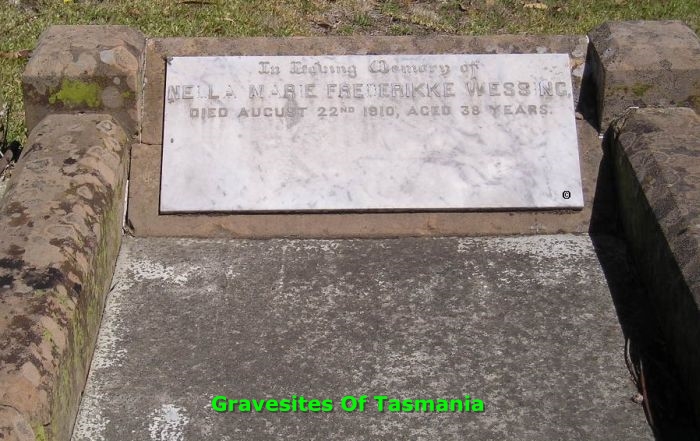 In Loving Memory of
NELLA MARIE FREDERIKKE WESSING,
DIED AUGUST 22ND 1910, AGED 38 YEARS.
Gravesites Of Tasmania